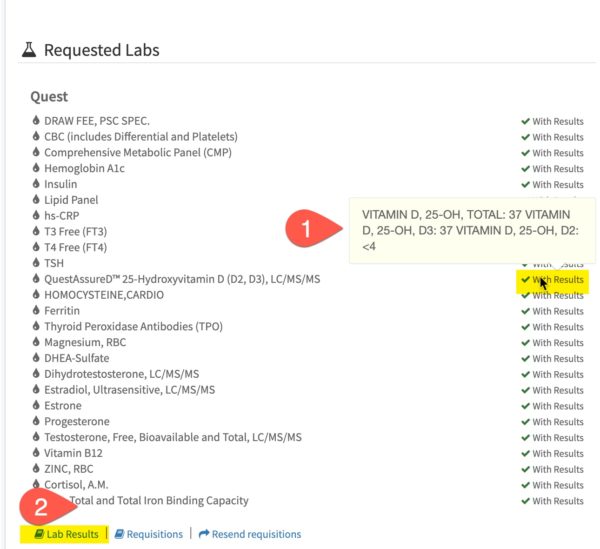 Requested Labs
Quest
DRAW FEE, PSC SPEC. With Results
CBC (includes Differential and Platelets) With Results
Comprehensive Metabolic Panel (CMP) With Results
Hemoglobin A1c With Results
Insulin With Results
Lipid Panel
hs-CRP
T3 Free (FT3)
T4 Free (FT4)
1
VITAMIN D, 25-OH, TOTAL: 37 VITAMIN
D, 25-OH, D3: 37 VITAMIN D, 25-OH, D2:
<4
TSH With Results
QuestAssureD™ 25-Hydroxyvitamin D (D2, D3), LC/MS/MS With Results
HOMOCYSTEINE,CARDIO With Results
Ferritin With Results
Thyroid Peroxidase Antibodies (TPO) With Results
Magnesium, RBC With Results
DHEA-Sulfate With Results
Dihydrotestosterone, LC/MS/MS With Results
Estradiol, Ultrasensitive, LC/MS/MS With Results
Estrone With Results
Progesterone With Results
Testosterone, Free, Bioavailable and Total, LC/MS/MS With Results
Vitamin B12 With Results
ZINC, RBC With Results
Cortisol, A.M. With Results
Total and Total Iron Binding Capacity With Results
2
Lab Results | Requisitions | Resend requisitions